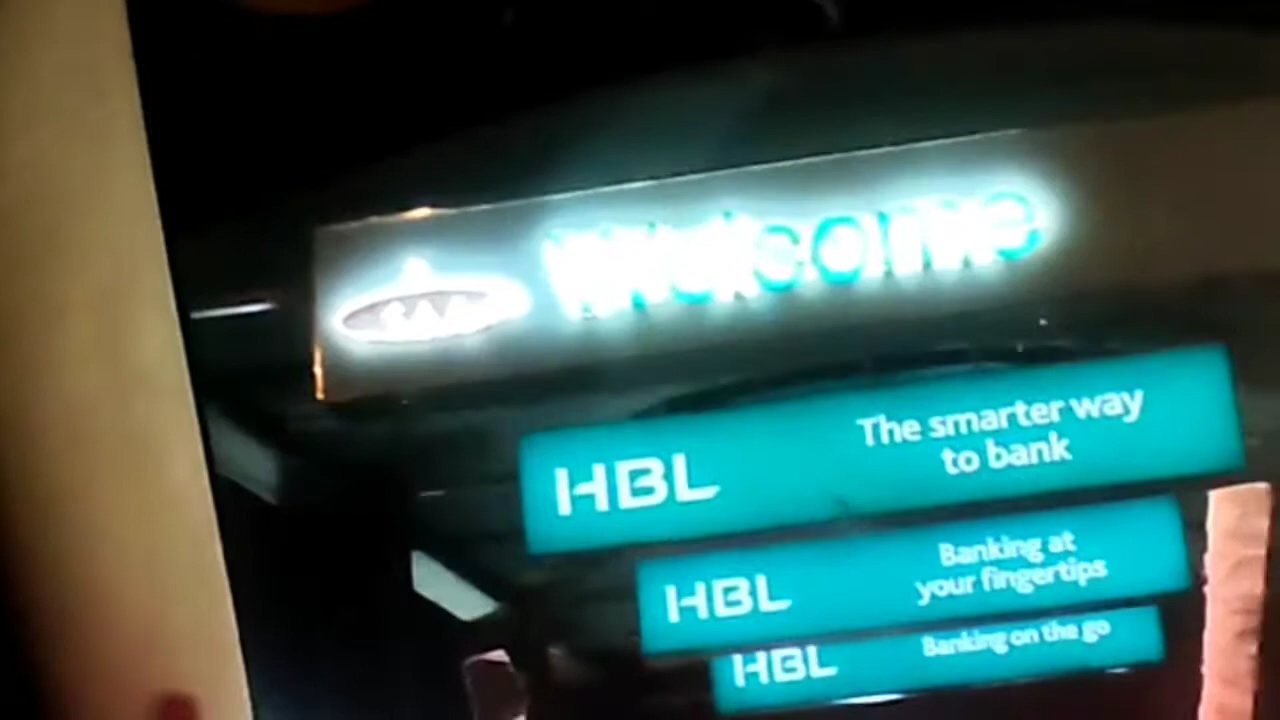 Welcome
HBL
The smarter way
to bank
HBL
Banking at
your fingertips
HBL
Banking on the go